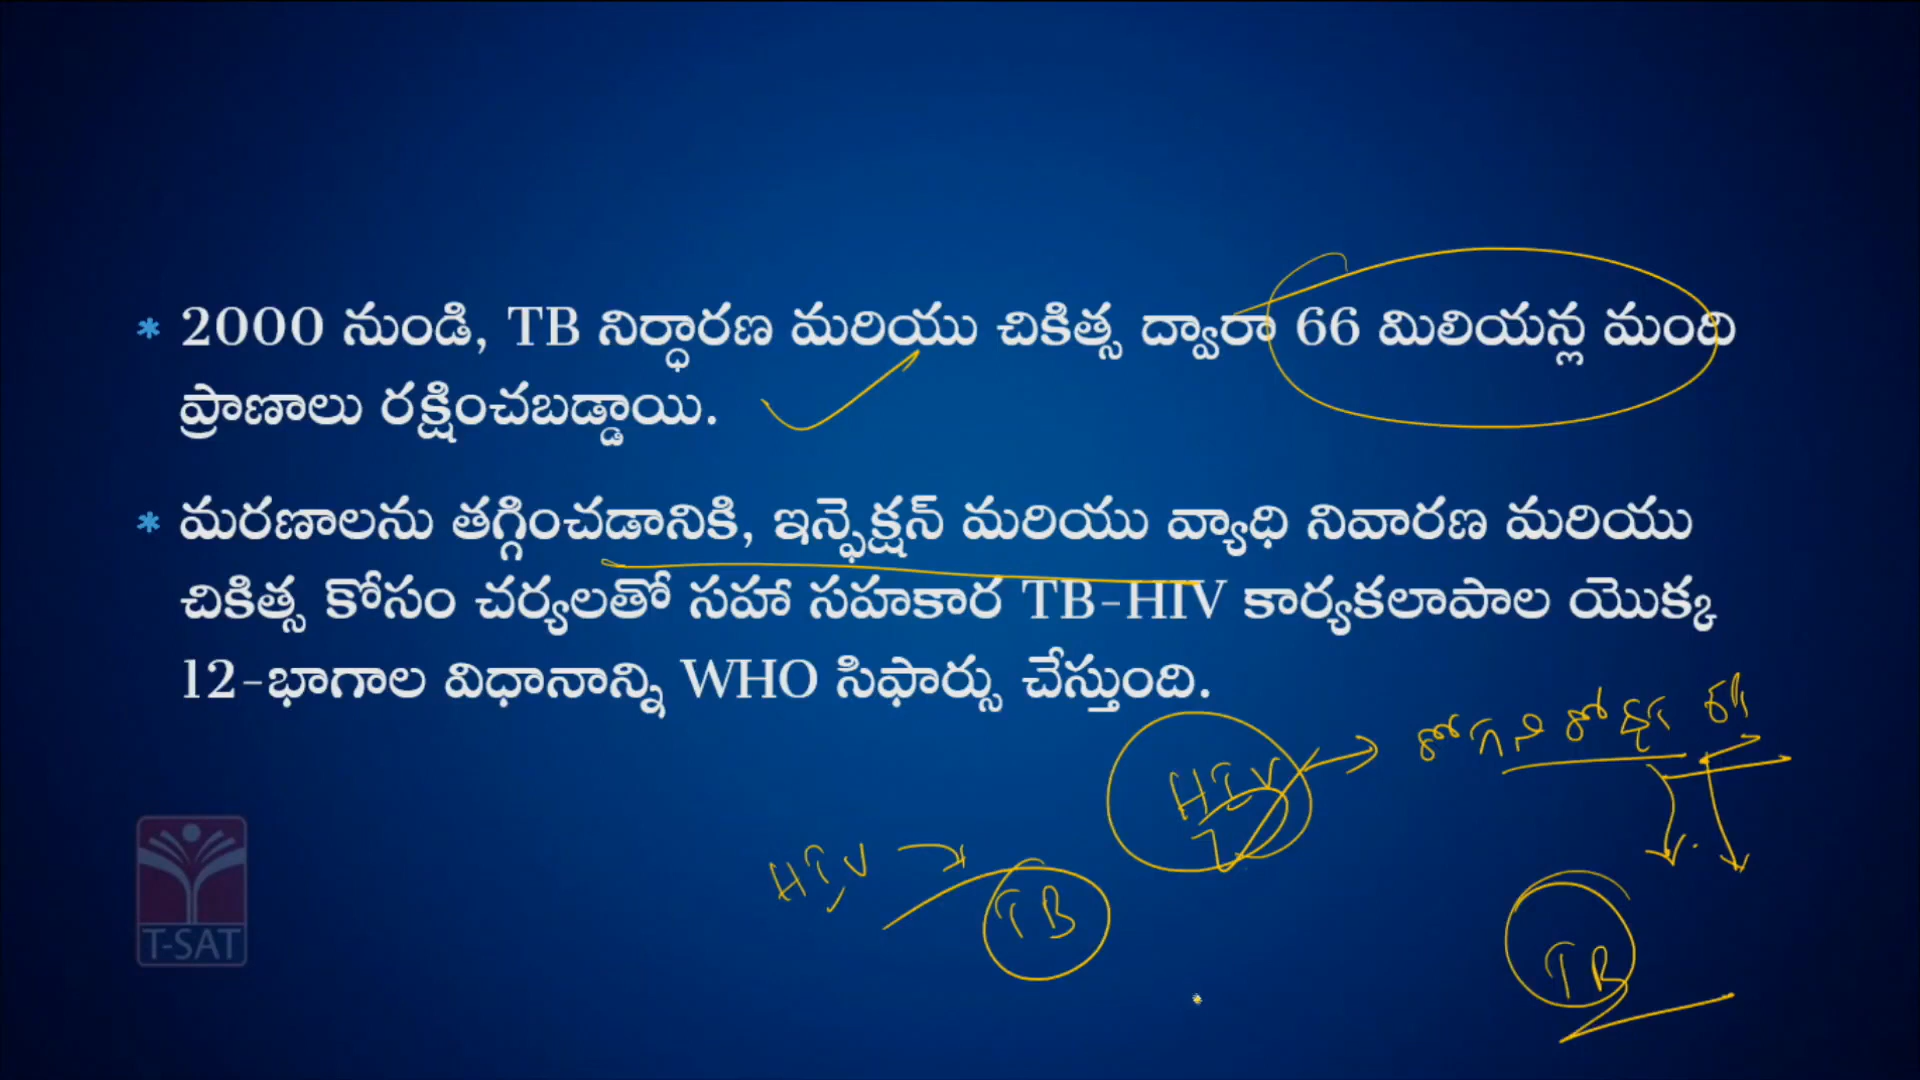 * 2000 నుండి, TB నిర్ధారణ మరియు చికిత్స ద్వారా 66 మిలియన్ల మంది
ప్రాణాలు రక్షించబడ్డాయి.
* మరణాలను తగ్గించడానికి, ఇన్ఫెక్షన్ మరియు వ్యాధి నివారణ మరియు
చికిత్స కోసం చర్యలతో సహా సహకార TB-HIV కార్యకలాపాల యొక్క
12-భాగాల విధానాన్ని WHO సిఫార్సు చేస్తుంది.
HIV
HIV
TB
TB
T-SAT